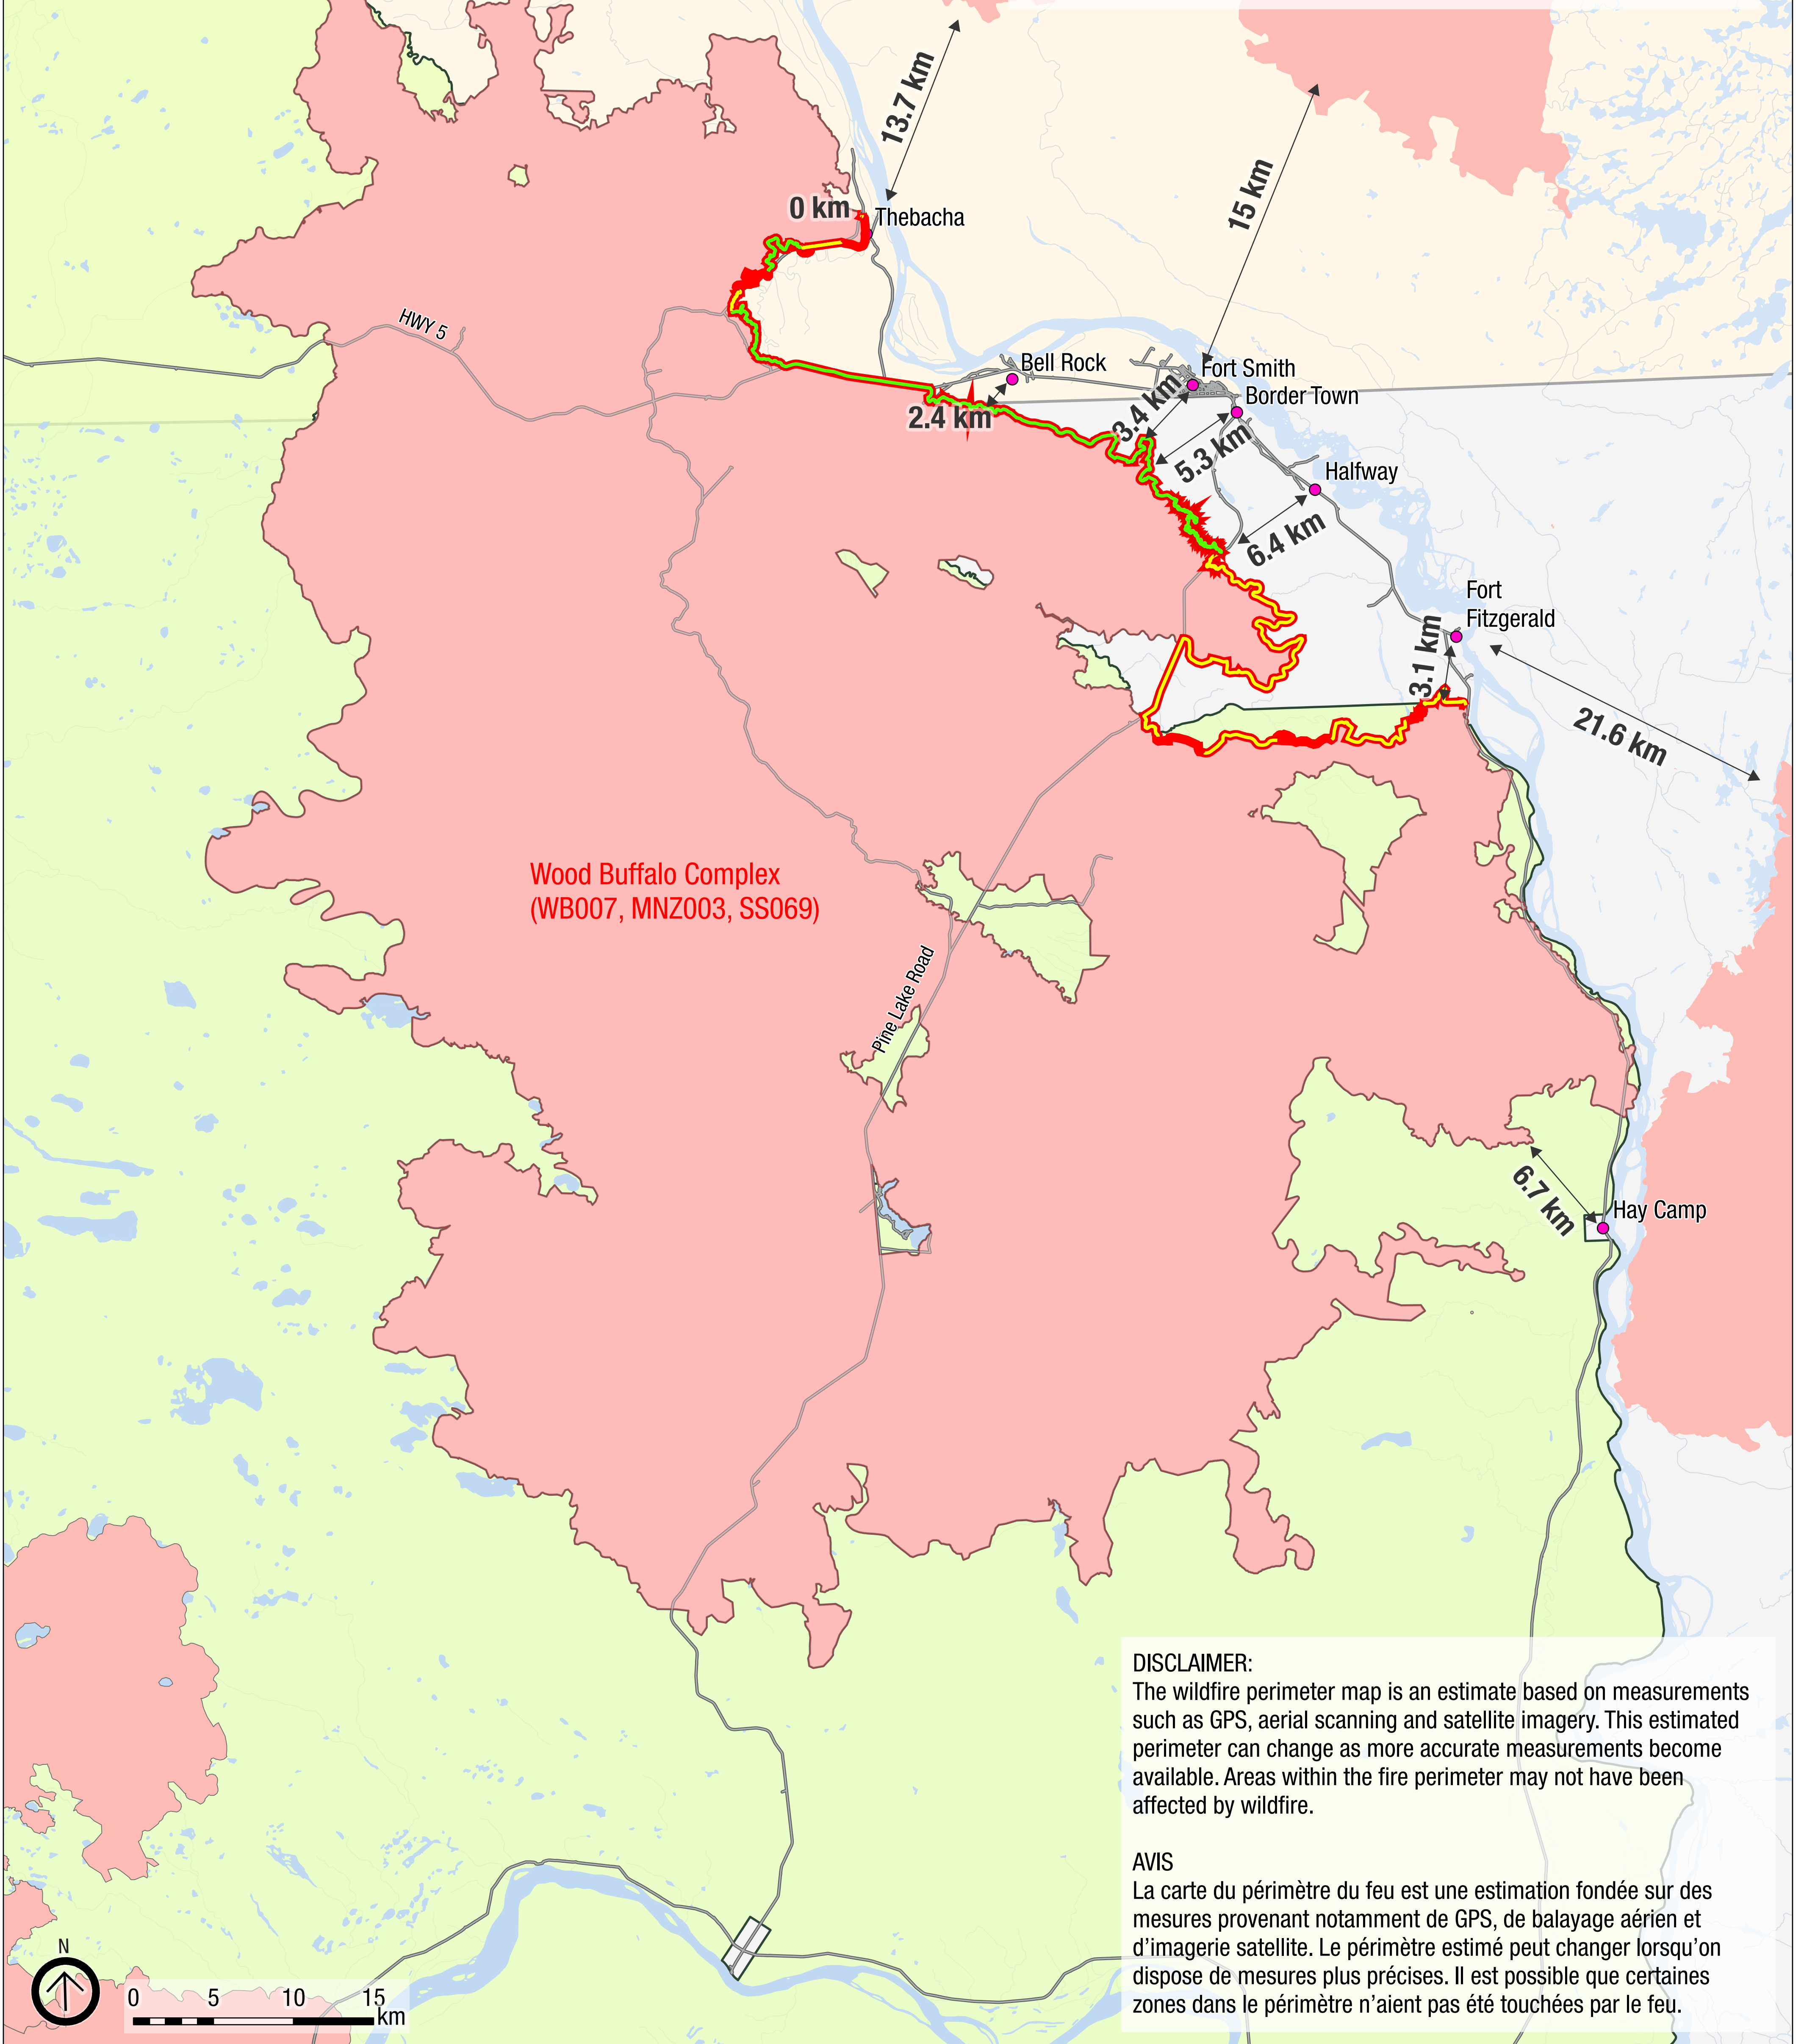 13.7 km
15 km
0 km
Thebacha
HWY 5
Bell Rock
Fort Smith
Border Town
2.4 km
3.4 km
5.3 km
Halfway
6.4 km
Fort
Fitzgerald
3.1 km
21.6 km
Wood Buffalo Complex
(WB007, MNZ003, SS069)
Pine Lake Road
6.7 km
Hay Camp
DISCLAIMER:
The wildfire perimeter map is an estimate based on measurements
such as GPS, aerial scanning and satellite imagery. This estimated
perimeter can change as more accurate measurements become
available. Areas within the fire perimeter may not have been
affected by wildfire.
AVIS
La carte du périmètre du feu est une estimation fondée sur des
mesures provenant notamment de GPS, de balayage aérien et
d’imagerie satellite. Le périmètre estimé peut changer lorsqu’on
dispose de mesures plus précises. Il est possible que certaines
zones dans le périmètre n’aient pas été touchées par le feu.
N
0 5 10 15
km